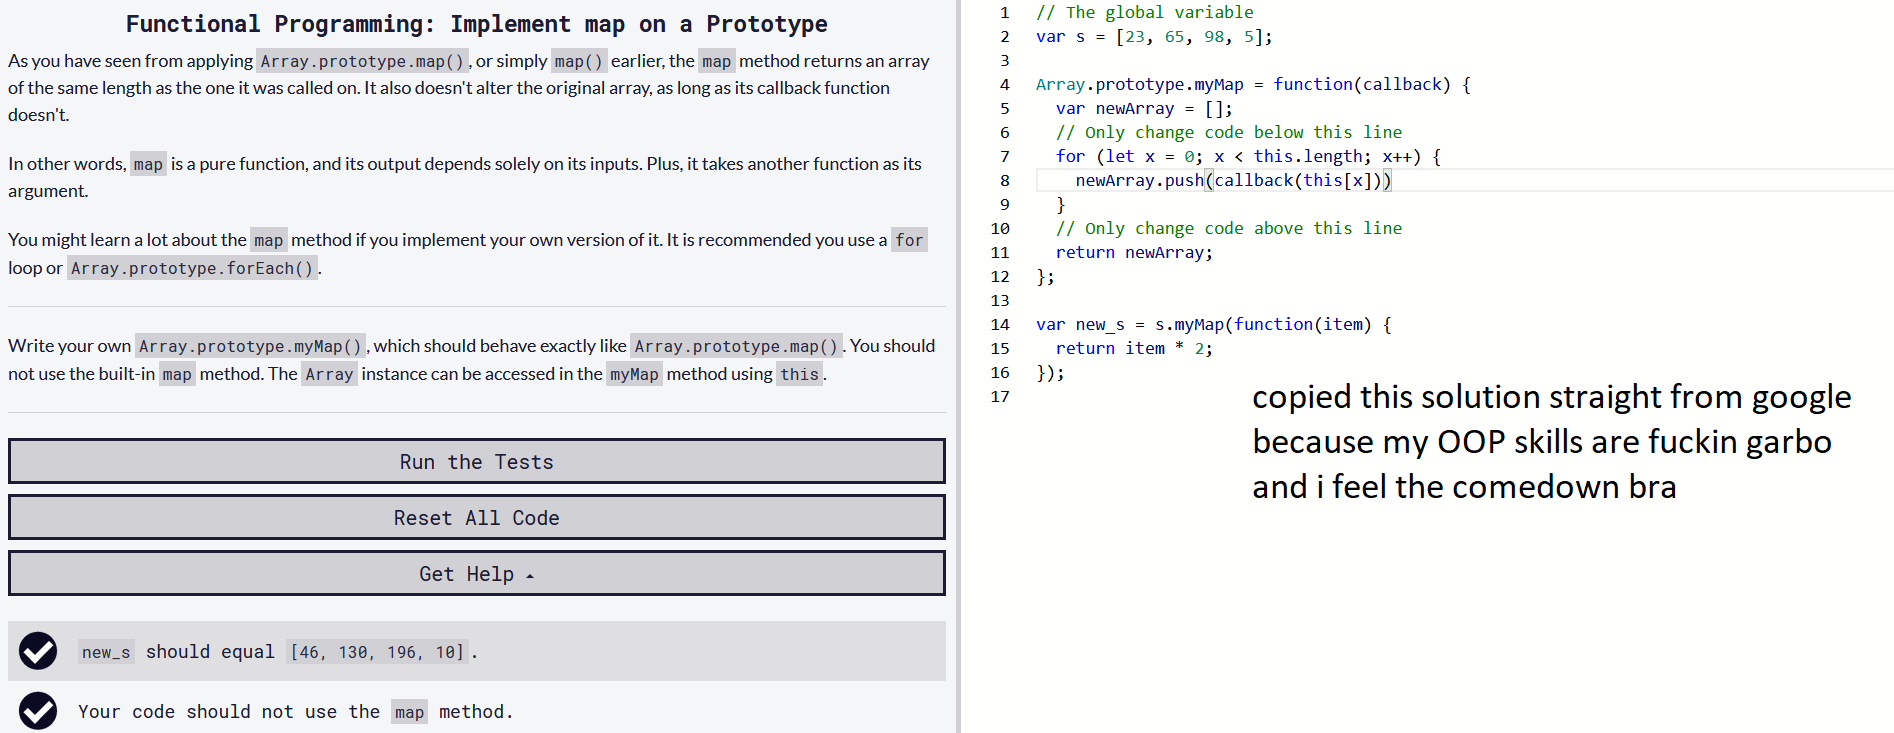 Functional Programming: Implement map on a Prototype
As you have seen from applying Array.prototype.map(), or simply map() earlier, the map method returns an array
of the same length as the one it was called on. It also doesn't alter the original array, as long as its callback function
doesn't.
In other words, map is a pure function, and its output depends solely on its inputs. Plus, it takes another function as its
argument.
You might learn a lot about the map method if you implement your own version of it. It is recommended you use a for
loop or Array.prototype.forEach().
Write your own Array.prototype.myMap(), which should behave exactly like Array.prototype.map(). You should
not use the built-in map method. The Array instance can be accessed in the myMap method using this.
Run the Tests
Reset All Code
Get Help
new_s should equal [46, 130, 196, 10].
Your code should not use the map method.
1 // The global variable
2 var s = [23, 65, 98, 5];
3
4 Array.prototype.myMap = function(callback) {
5 var newArray = [];
6 // Only change code below this line
7 for (let x = 0; x < this.length; x++) {
8 newArray.push(callback(this[x]))
9 }
10 // Only change code above this line
11 return newArray;
12 };
13
14 var new_s = s.myMap(function(item) {
15 return item * 2;
16 });
17
copied this solution straight from google
because my OOP skills are fuckin garbo
and i feel the comedown bra